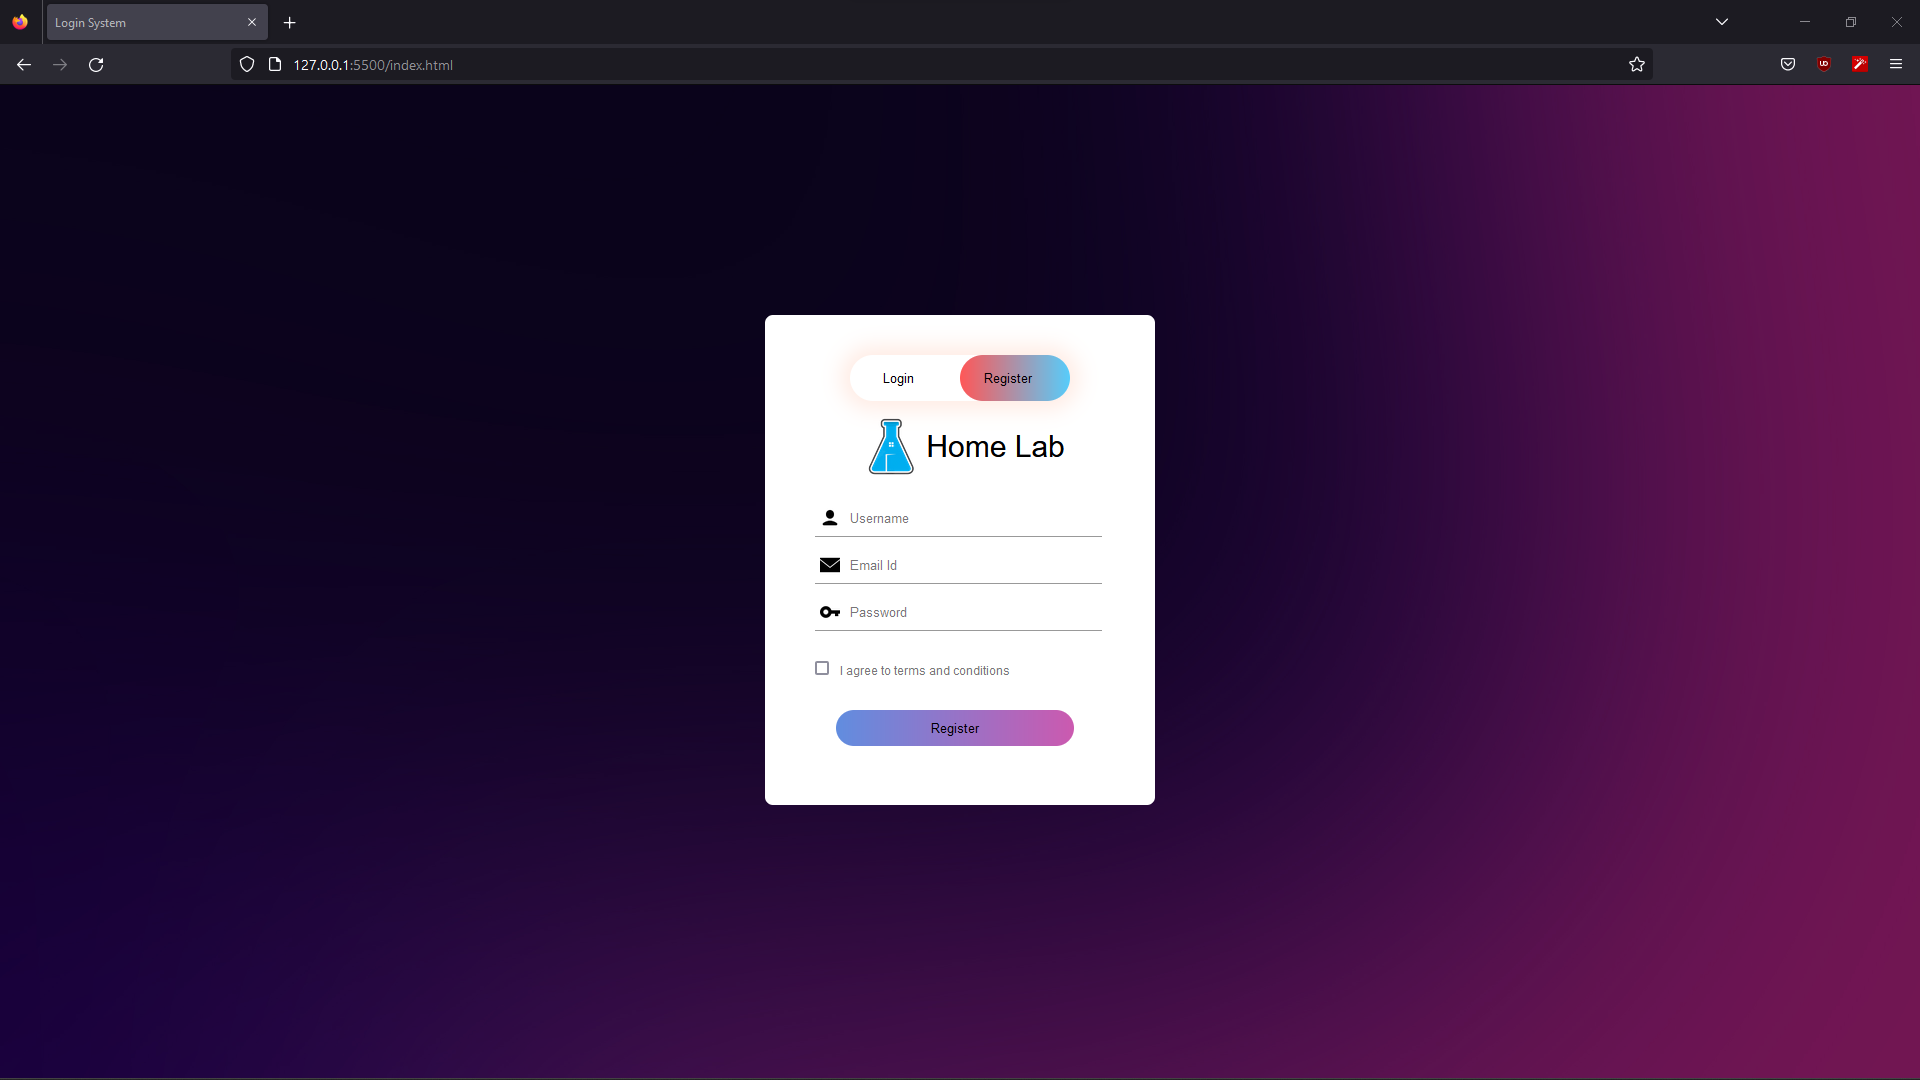 Login System
127.0.0.1:5500/index.html
Login Register
Home Lab
Username
Email Id
Password
I agree to terms and conditions
Register